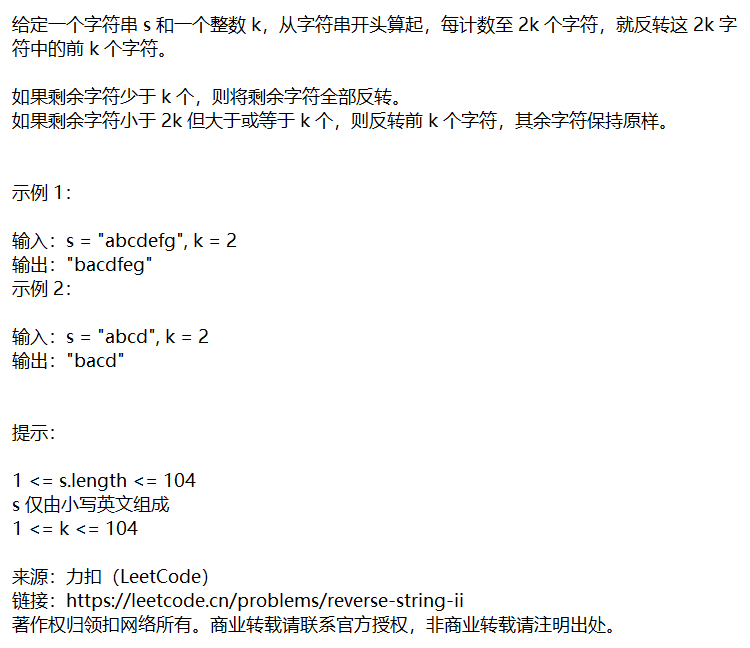 给定一个字符串 s 和一个整数 k，从字符串开头算起，每计数至 2k 个字符，就反转这 2k 字
符中的前 k 个字符。
如果剩余字符少于 k 个，则将剩余字符全部反转。
如果剩余字符小于 2k 但大于或等于 k 个，则反转前 k 个字符，其余字符保持原样。
示例 1：
输入：s = "abcdefg", k = 2
输出："bacdfeg"
示例 2：
输入：s = "abcd", k = 2
输出："bacd"
提示：
1 <= s.length <= 104
s 仅由小写英文组成
1 <= k <= 104
来源：力扣（LeetCode）
链接：https://leetcode.cn/problems/reverse-string-ii
著作权归领扣网络所有。商业转载请联系官方授权，非商业转载请注明出处。